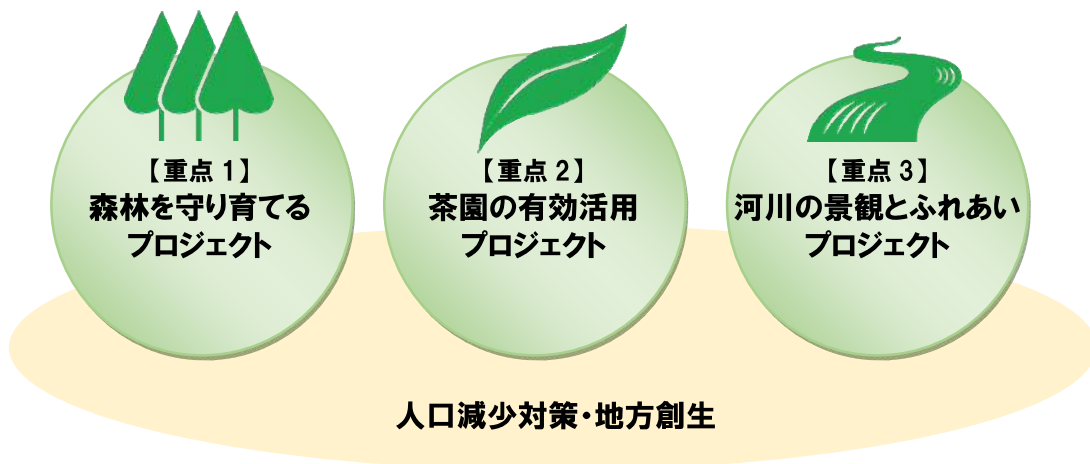 【重点1】
森林を守り育てる
プロジェクト
【重点2】
茶園の有効活用
プロジェクト
【重点3】
河川の景観とふれあい
プロジェクト
人口減少対策・地方創生